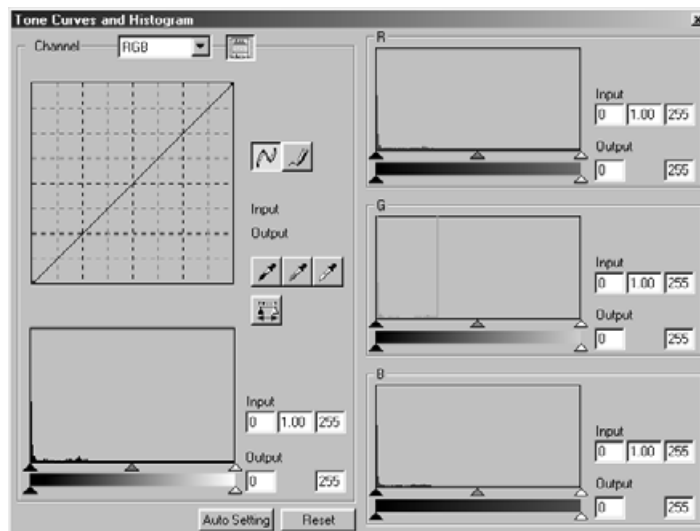 Tone Curves and Histogram
Channel RGB
Input
Output
Input
0 1.00 255
Output
0 255
Auto Setting Reset
R
Input
0 1.00 255
Output
0 255
G
Input
0 1.00 255
Output
0 255
B
Input
0 1.00 255
Output
0 255